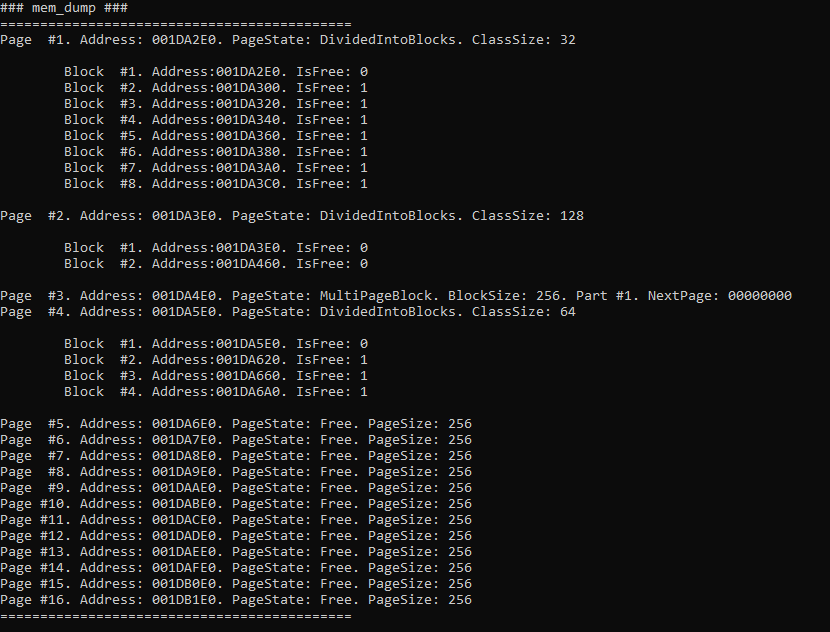 ### mem_dump ###
============================================
Page  #1. Address: 001DA2E0. PageState: DividedIntoBlocks. ClassSize: 32
        Block  #1. Address:001DA2E0. IsFree: 0
        Block  #2. Address:001DA300. IsFree: 1
        Block  #3. Address:001DA320. IsFree: 1
        Block  #4. Address:001DA340. IsFree: 1
        Block  #5. Address:001DA360. IsFree: 1
        Block  #6. Address:001DA380. IsFree: 1
        Block  #7. Address:001DA3A0. IsFree: 1
        Block  #8. Address:001DA3C0. IsFree: 1
Page  #2. Address: 001DA3E0. PageState: DividedIntoBlocks. ClassSize: 128
        Block  #1. Address:001DA3E0. IsFree: 0
        Block  #2. Address:001DA460. IsFree: 0
Page  #3. Address: 001DA4E0. PageState: MultiPageBlock. BlockSize: 256. Part #1. NextPage: 00000000
Page  #4. Address: 001DA5E0. PageState: DividedIntoBlocks. ClassSize: 64
        Block  #1. Address:001DA5E0. IsFree: 0
        Block  #2. Address:001DA620. IsFree: 1
        Block  #3. Address:001DA660. IsFree: 1
        Block  #4. Address:001DA6A0. IsFree: 1
Page  #5. Address: 001DA6E0. PageState: Free. PageSize: 256
Page  #6. Address: 001DA7E0. PageState: Free. PageSize: 256
Page  #7. Address: 001DA8E0. PageState: Free. PageSize: 256
Page  #8. Address: 001DA9E0. PageState: Free. PageSize: 256
Page  #9. Address: 001DAAE0. PageState: Free. PageSize: 256
Page #10. Address: 001DABE0. PageState: Free. PageSize: 256
Page #11. Address: 001DACE0. PageState: Free. PageSize: 256
Page #12. Address: 001DADE0. PageState: Free. PageSize: 256
Page #13. Address: 001DAEE0. PageState: Free. PageSize: 256
Page #14. Address: 001DAFE0. PageState: Free. PageSize: 256
Page #15. Address: 001DB0E0. PageState: Free. PageSize: 256
Page #16. Address: 001DB1E0. PageState: Free. PageSize: 256
============================================